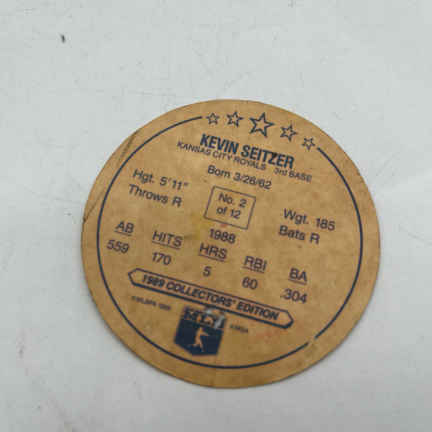 KEVIN SEITZER
KANSAS CITY ROYALS 3rd BASE
Born 3/26/62
Hgt. 5'11" No. 2 Wgt. 185
Throws R of 12 Bats R
1988
AB HITS HRS RBI BA
559 170 5 60 .304
1989 COLLECTORS' EDITION